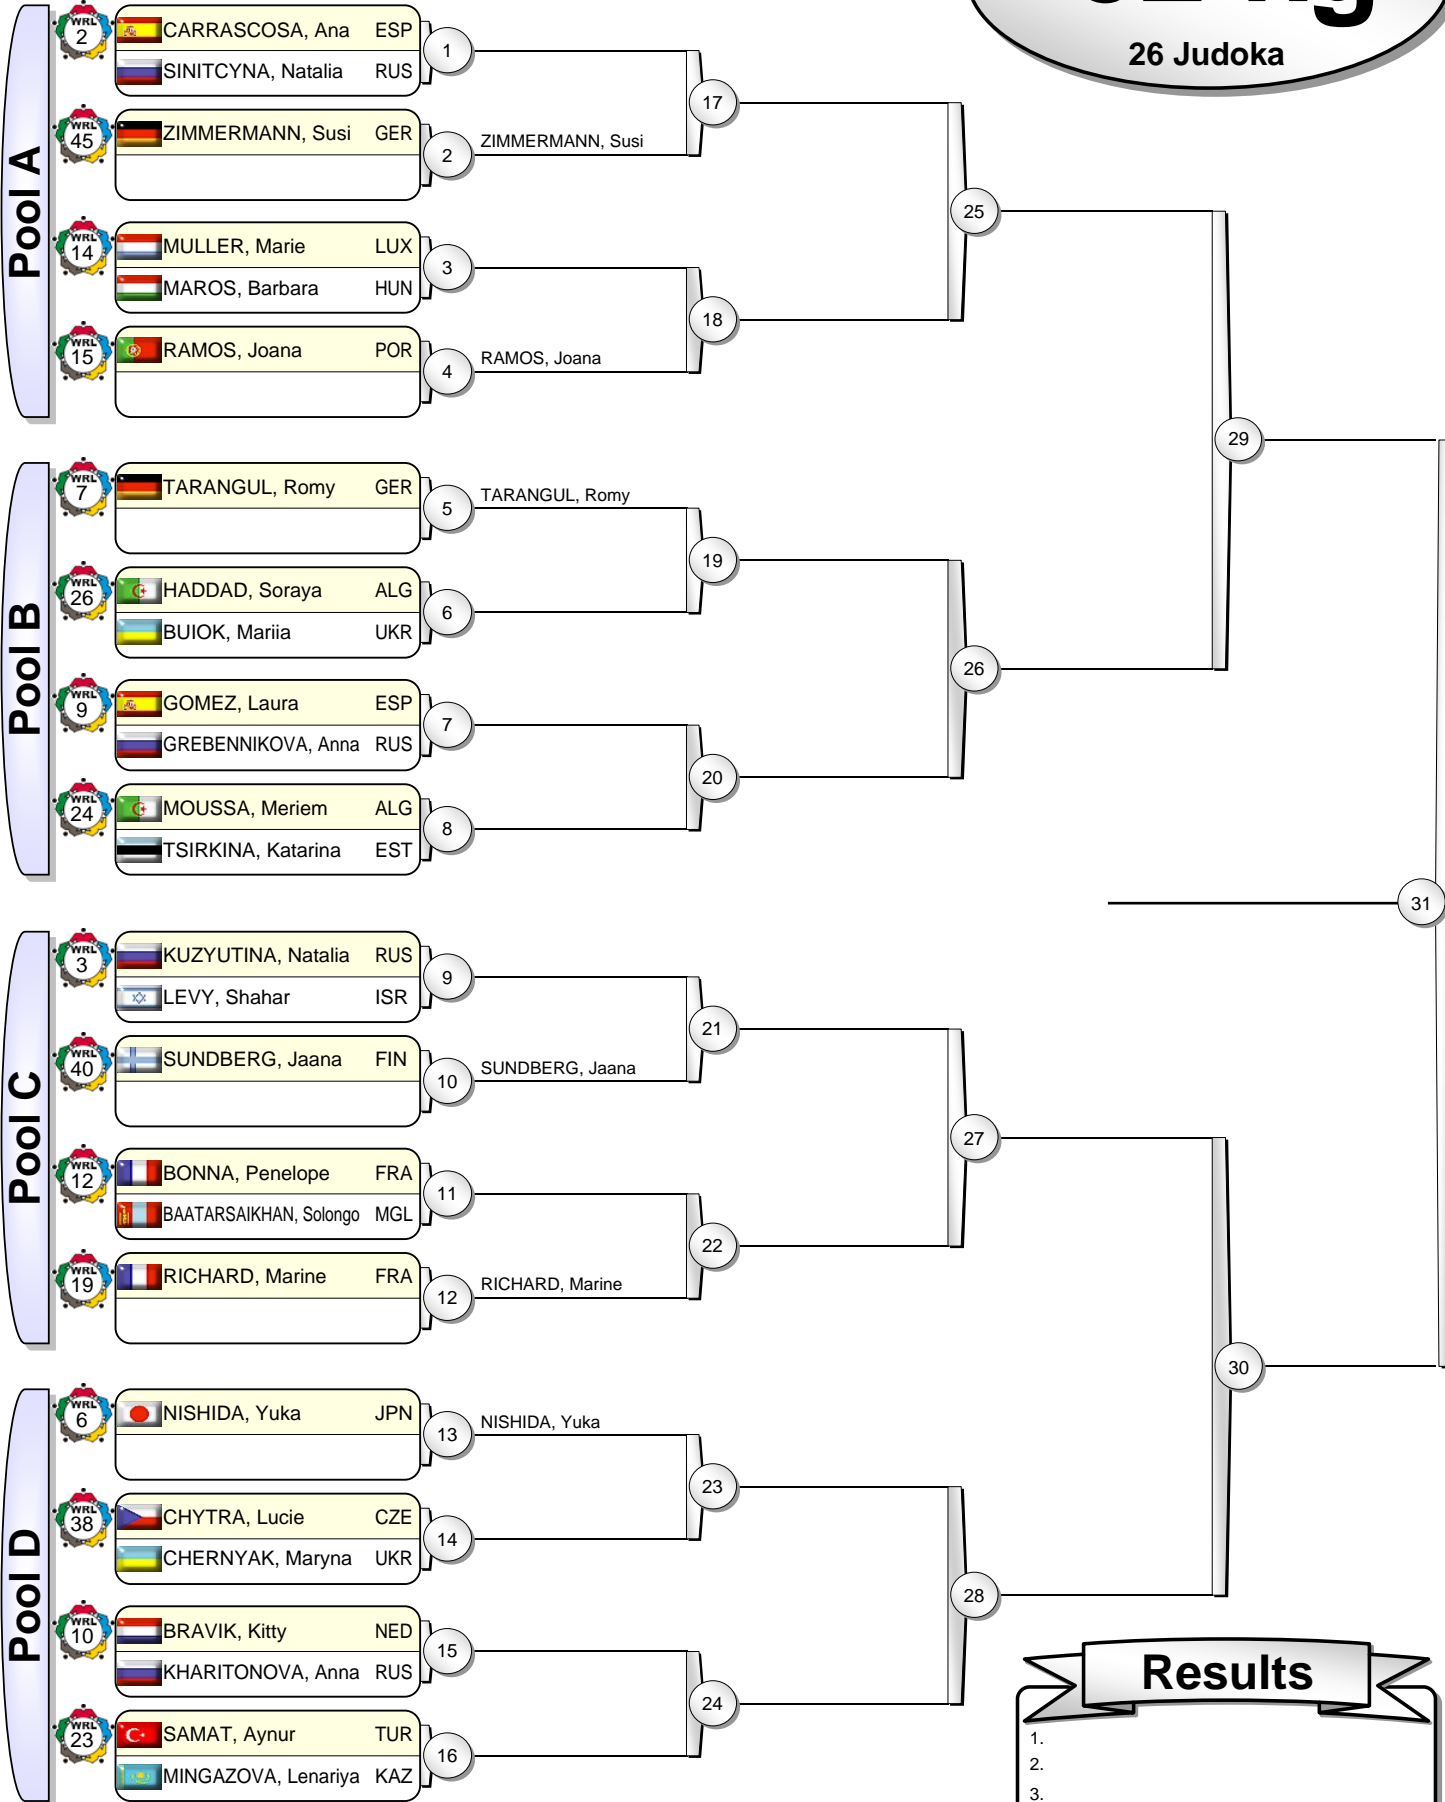 52 kg
26 Judoka
Pool A
WRL 2
CARRASCOSA, Ana ESP
SINITCYNA, Natalia RUS
1
WRL 45
ZIMMERMANN, Susi GER
2
ZIMMERMANN, Susi
17
WRL 14
MULLER, Marie LUX
MAROS, Barbara HUN
3
WRL 15
RAMOS, Joana POR
4
RAMOS, Joana
18
25
Pool B
WRL 7
TARANGUL, Romy GER
5
TARANGUL, Romy
WRL 26
HADDAD, Soraya ALG
BUIOK, Mariia UKR
6
19
WRL 9
GOMEZ, Laura ESP
GREBENNIKOVA, Anna RUS
7
WRL 24
MOUSSA, Meriem ALG
TSIRKINA, Katarina EST
8
20
26
29
31
Pool C
WRL 3
KUZYUTINA, Natalia RUS
LEVY, Shahar ISR
9
WRL 40
SUNDBERG, Jaana FIN
10
SUNDBERG, Jaana
21
WRL 12
BONNA, Penelope FRA
BAATARSAIKHAN, Solongo MGL
11
WRL 19
RICHARD, Marine FRA
12
RICHARD, Marine
22
27
Pool D
WRL 6
NISHIDA, Yuka JPN
13
NISHIDA, Yuka
WRL 38
CHYTRA, Lucie CZE
CHERNYAK, Maryna UKR
14
23
WRL 10
BRAVIK, Kitty NED
KHARITONOVA, Anna RUS
15
WRL 23
SAMAT, Aynur TUR
MINGAZOVA, Lenariya KAZ
16
24
28
30
Results
1.
2.
3.